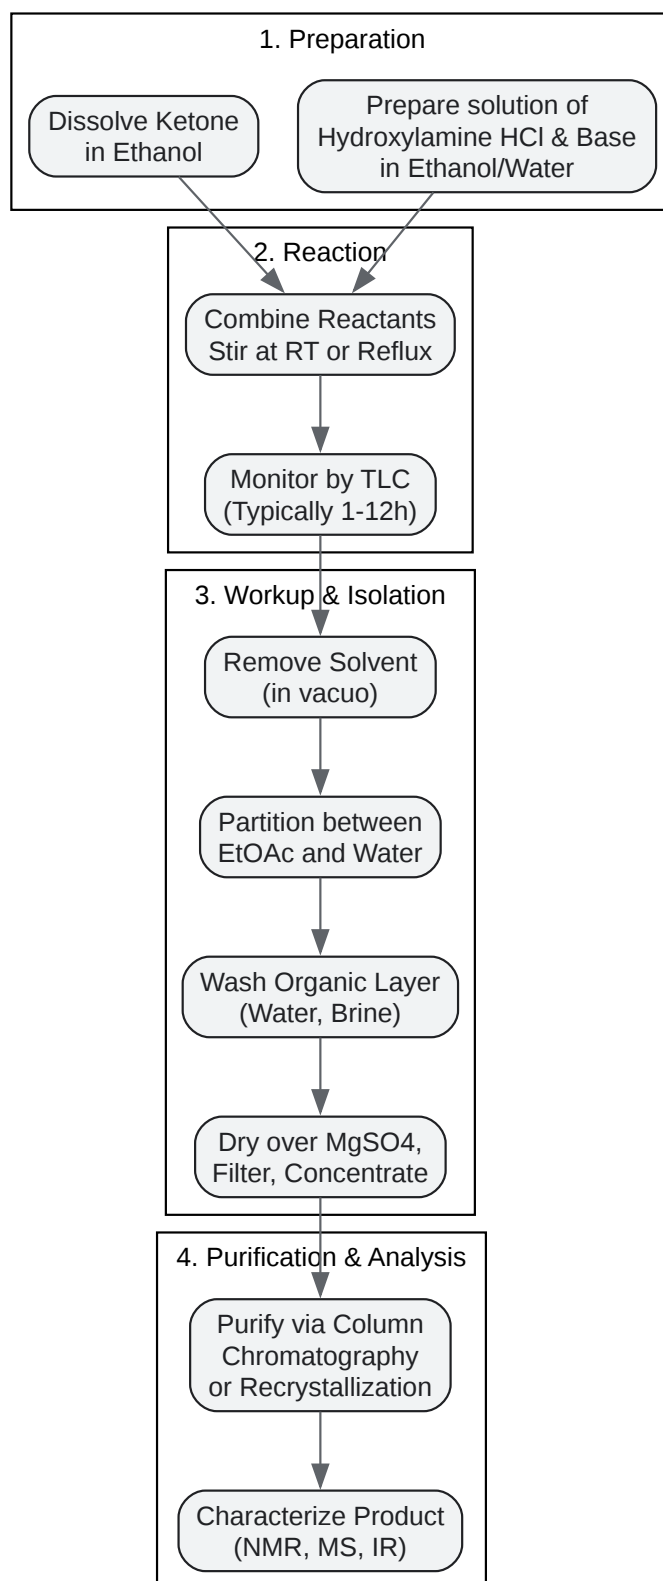 1. Preparation
Dissolve Ketone
in Ethanol
Prepare solution of
Hydroxylamine HCl & Base
in Ethanol/Water
2. Reaction
Combine Reactants
Stir at RT or Reflux
Monitor by TLC
(Typically 1-12h)
3. Workup & Isolation
Remove Solvent
(in vacuo)
Partition between
EtOAc and Water
Wash Organic Layer
(Water, Brine)
Dry over MgSO4,
Filter, Concentrate
4. Purification & Analysis
Purify via Column
Chromatography
or Recrystallization
Characterize Product
(NMR, MS, IR)